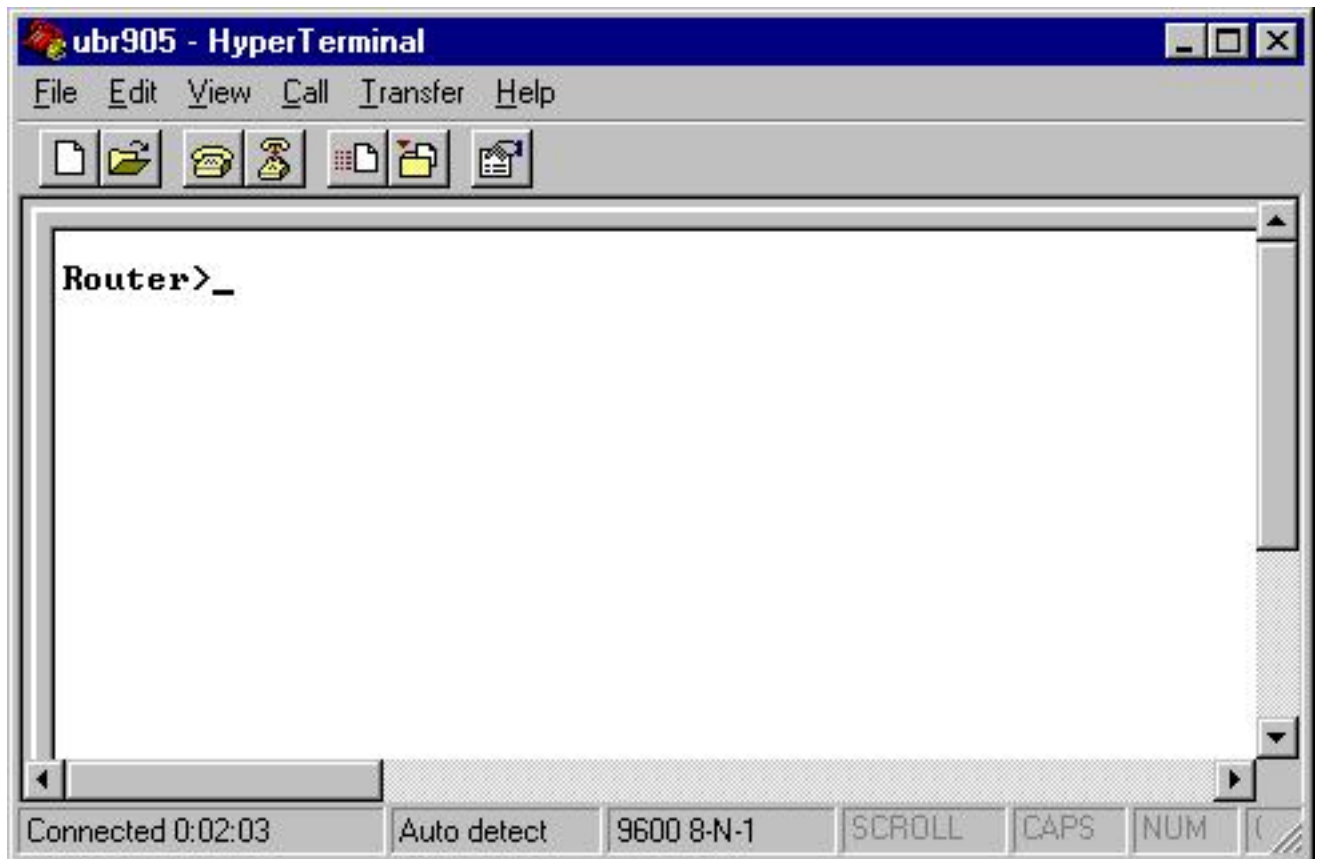 ubr905 - HyperTerminal
File Edit View Call Transfer Help
Router>_
Connected 0:02:03 Auto detect 9600 8-N-1 SCROLL CAPS NUM